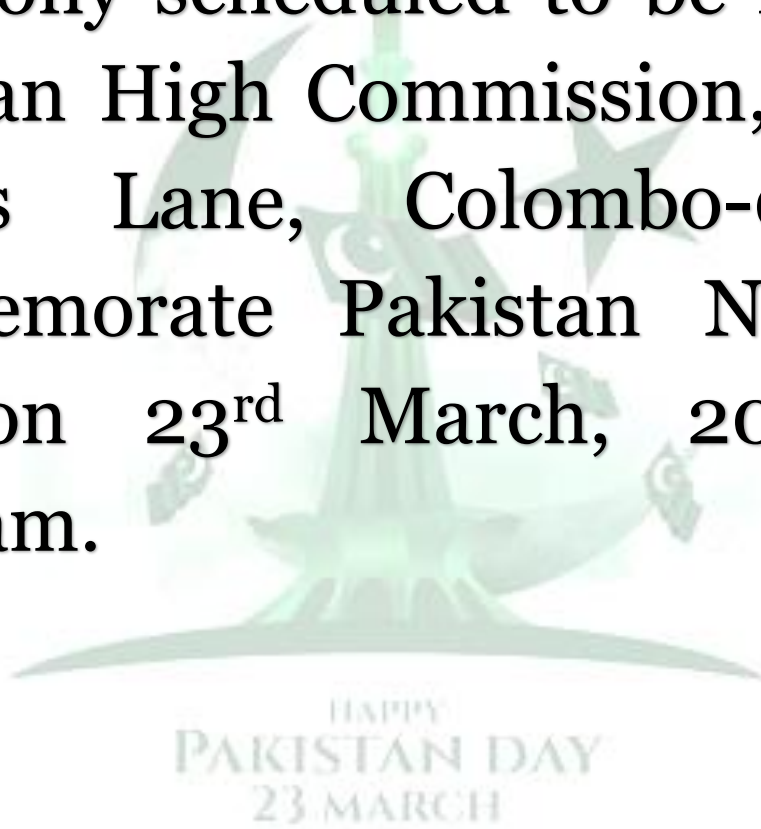 ony scheduled to be
an High Commission,
s Lane, Colombo-
emorate Pakistan N
on 23rd March, 20
am.
HAPPY
PAKISTAN DAY
23 MARCH